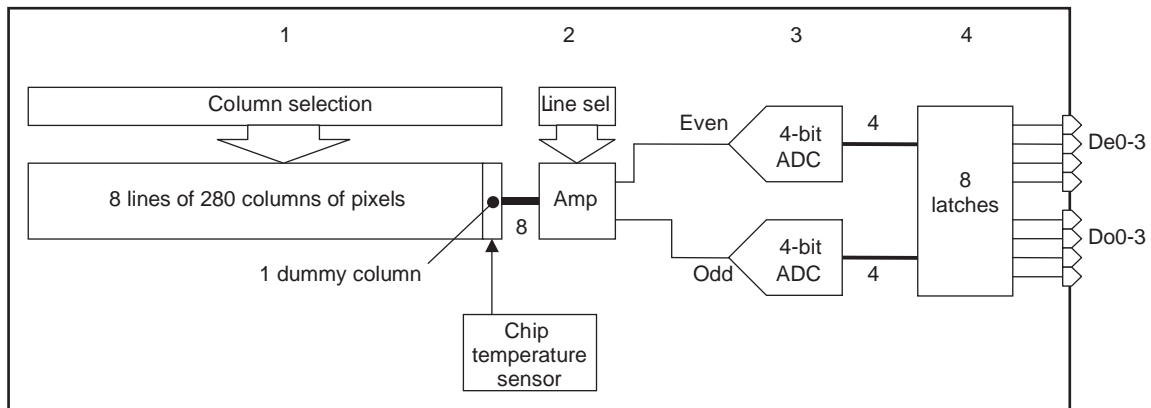 1
2
3
4
Column selection
Line sel
Even
4-bit
ADC
4
De0-3
8 lines of 280 columns of pixels
Amp
8
latches
8
1 dummy column
Odd
4-bit
ADC
4
Do0-3
Chip
temperature
sensor